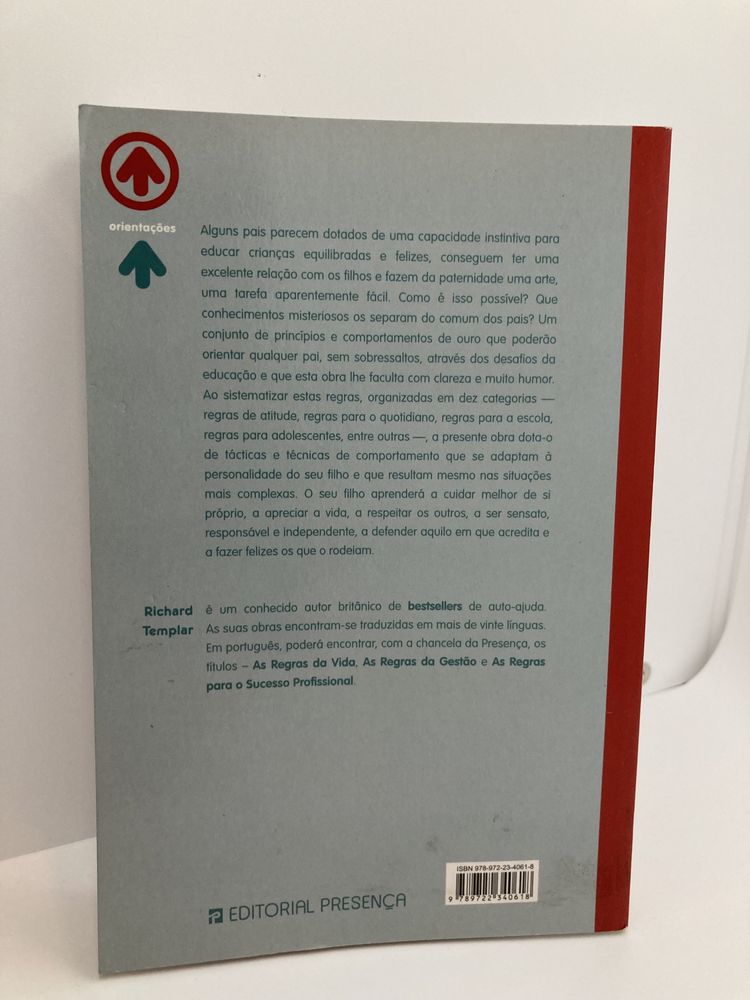 orientações
Alguns pais parecem dotados de uma capacidade instintiva para
educar crianças equilibradas e felizes, conseguem ter uma
excelente relação com os filhos e fazem da paternidade uma arte,
uma tarefa aparentemente fácil. Como é isso possível? Que
conhecimentos misteriosos os separam do comum dos pais? Um
conjunto de princípios e comportamentos de ouro que poderão
orientar qualquer pai, sem sobressaltos, através dos desafios da
educação e que esta obra lhe faculta com clareza e muito humor.
Ao sistematizar estas regras, organizadas em dez categorias —
regras de atitude, regras para o quotidiano, regras para a escola,
regras para adolescentes, entre outras —, a presente obra dota-o
de tácticas e técnicas de comportamento que se adaptam à
personalidade do seu filho e que resultam mesmo nas situações
mais complexas. O seu filho aprenderá a cuidar melhor de si
próprio, a apreciar a vida, a respeitar os outros, a ser sensato,
responsável e independente, a defender aquilo em que acredita e
a fazer felizes os que o rodeiam.
Richard
Templar
é um conhecido autor britânico de bestsellers de auto-ajuda.
As suas obras encontram-se traduzidas em mais de vinte línguas.
Em português, poderá encontrar, com a chancela da Presença, os
títulos – As Regras da Vida, As Regras da Gestão e As Regras
para o Sucesso Profissional.
ISBN 978-972-23-4061-8
9 789722 340618
EDITORIAL PRESENÇA